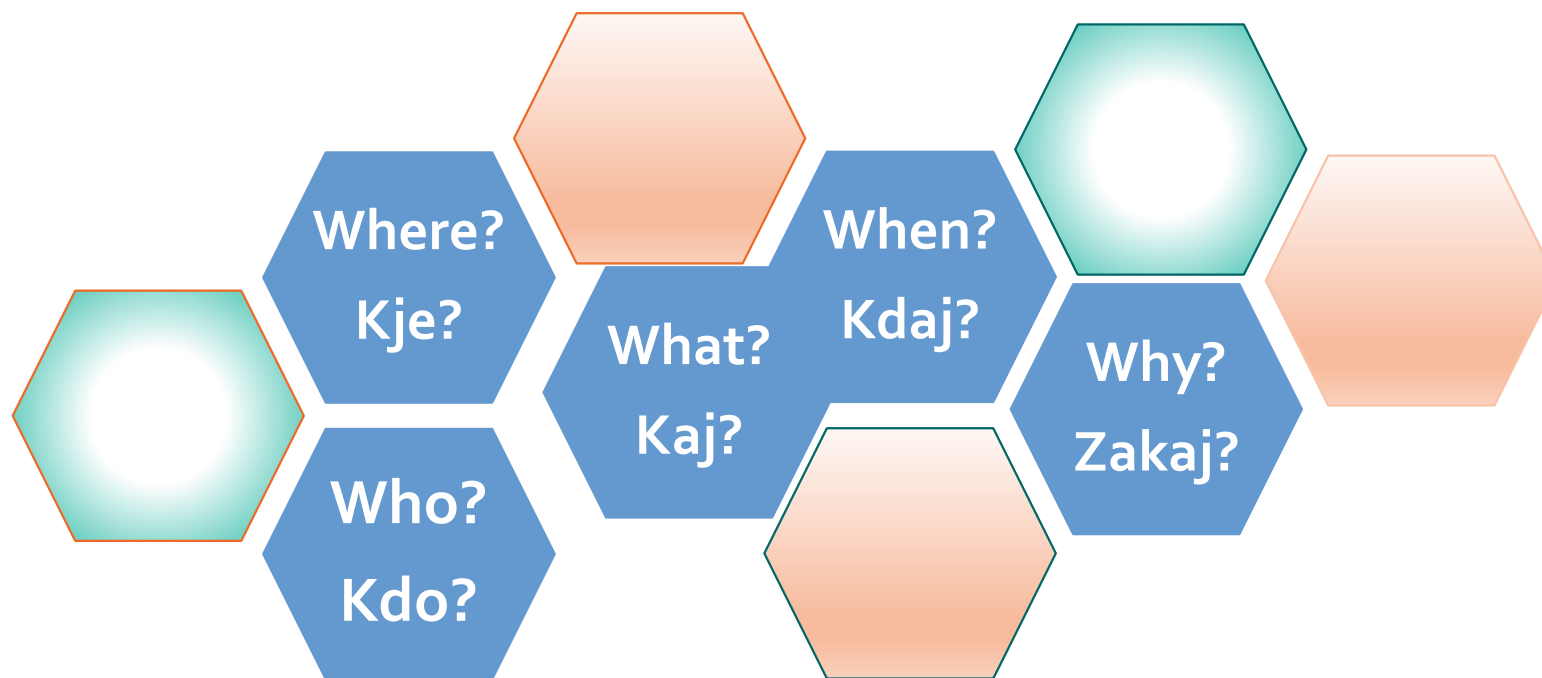 Where?
Kje?
Who?
Kdo?
What?
Kaj?
When?
Kdaj?
Why?
Zakaj?